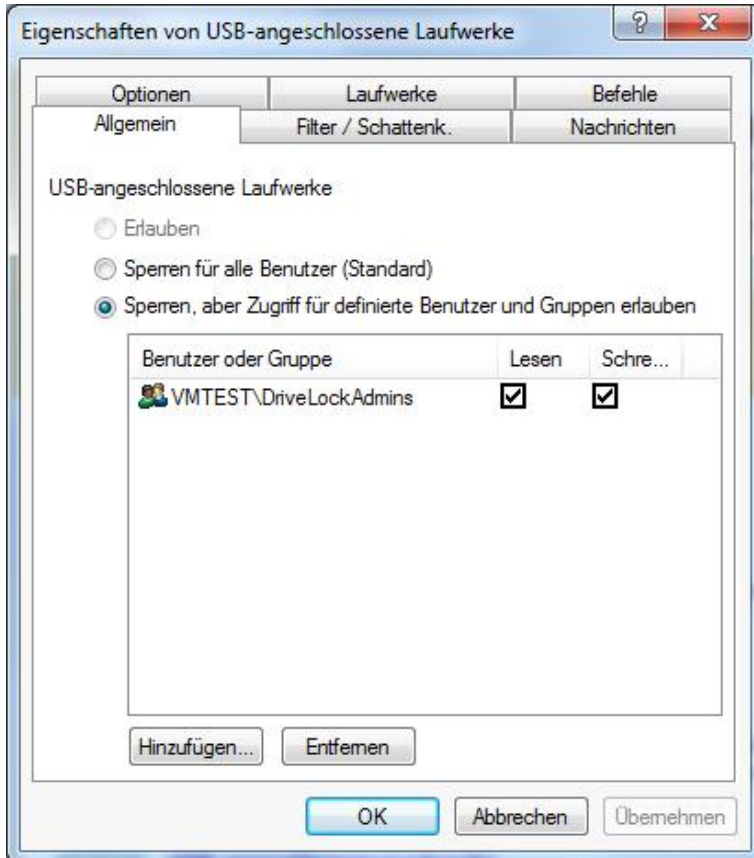 Eigenschaften von USB-angeschlossene Laufwerke
Optionen
Laufwerke
Befehle
Allgemein
Filter / Schattenk.
Nachrichten
USB-angeschlossene Laufwerke
Erlauben
Sperren für alle Benutzer (Standard)
Sperren, aber Zugriff für definierte Benutzer und Gruppen erlauben
Benutzer oder Gruppe
Lesen
Schre...
VMTEST\DriveLockAdmins
Hinzufügen...
Entfernen
OK
Abbrechen
Übernehmen